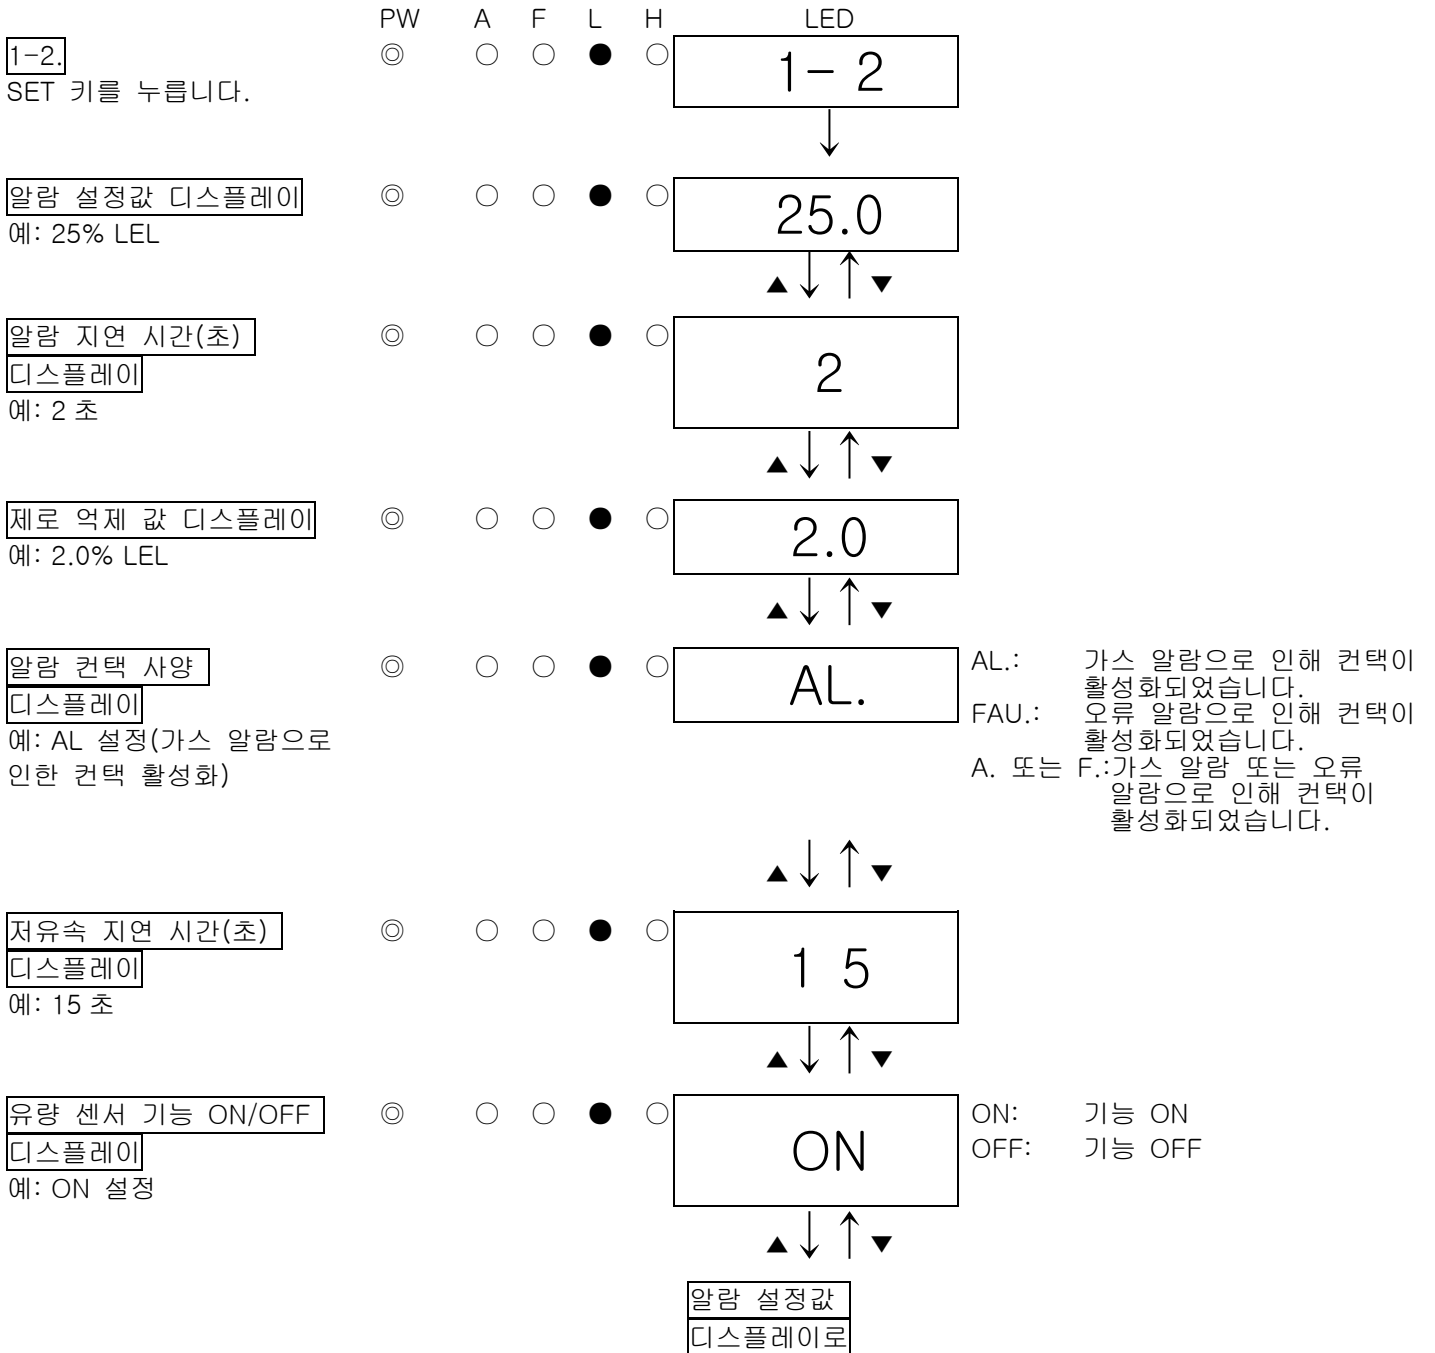 PW A F L H LED
1-2. ◎ ○ ○ ● ○ 1- 2
SET 키를 누릅니다.
알람 설정값 디스플레이 ◎ ○ ○ ● ○ 25.0
예: 25% LEL
▲ ▼
알람 지연 시간(초) ◎ ○ ○ ● ○ 2
디스플레이
예: 2 초
▲ ▼
제로 억제 값 디스플레이 ◎ ○ ○ ● ○ 2.0
예: 2.0% LEL
▲ ▼
알람 컨택 사양 ◎ ○ ○ ● ○ AL.
디스플레이
예: AL 설정(가스 알람으로
인한 컨택 활성화)
AL.: 가스 알람으로 인해 컨택이
활성화되었습니다.
FAU.: 오류 알람으로 인해 컨택이
활성화되었습니다.
A. 또는 F.:가스 알람 또는 오류
알람으로 인해 컨택이
활성화되었습니다.
▲ ▼
저유속 지연 시간(초) ◎ ○ ○ ● ○ 1 5
디스플레이
예: 15 초
▲ ▼
유량 센서 기능 ON/OFF ◎ ○ ○ ● ○ ON
디스플레이
예: ON 설정
ON: 기능 ON
OFF: 기능 OFF
▲ ▼
알람 설정값
디스플레이로